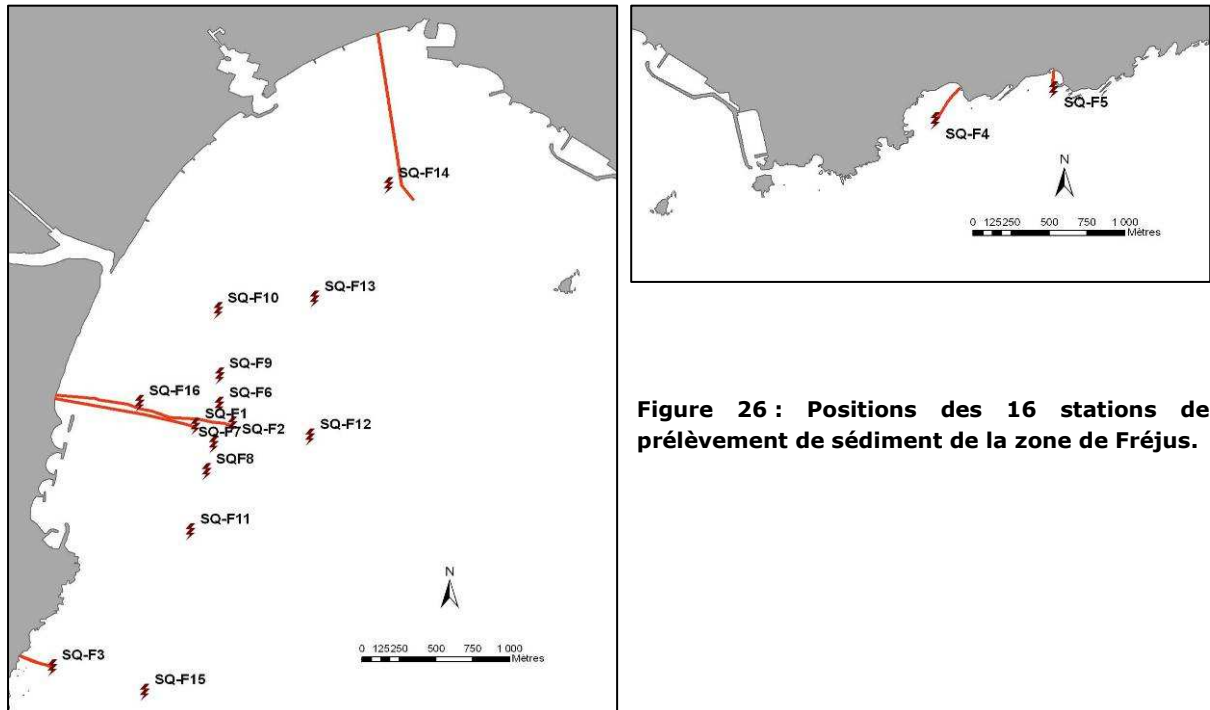 SQ-F14
SQ-F13
SQ-F10
SQ-F9
SQ-F16
SQ-F6
SQ-F1
SQ-F2
SQ-F7
SQ-F12
SQF8
SQ-F11
N
0 125250 500 750 1 000
Mètres
SQ-F3
SQ-F15
SQ-F5
SQ-F4
N
0 125250 500 750 1 000
Mètres
Figure 26 : Positions des 16 stations de
prélèvement de sédiment de la zone de Fréjus.